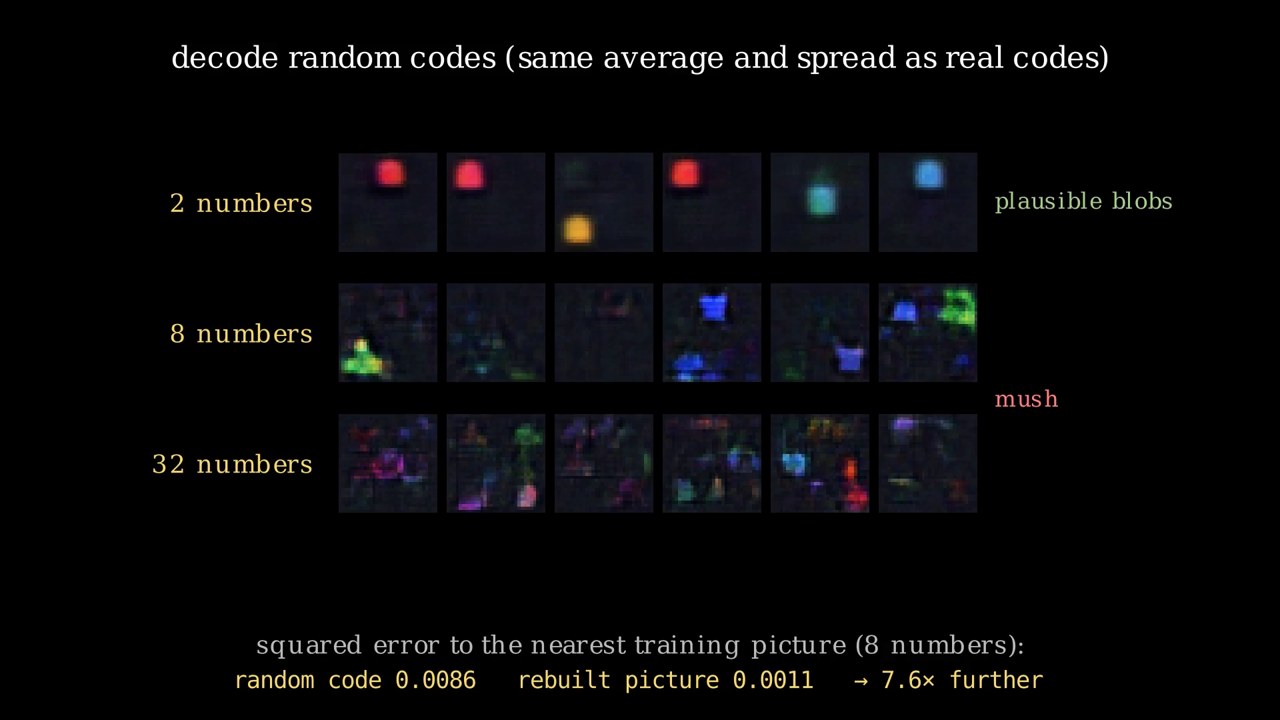 decode random codes (same average and spread as real codes)
2 numbers
plausible blobs
8 numbers
mush
32 numbers
squared error to the nearest training picture (8 numbers):
random code 0.0086   rebuilt picture 0.0011   → 7.6× further